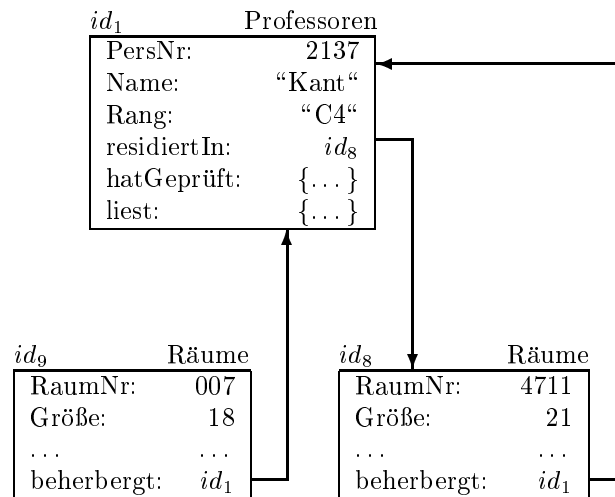 id₁ Professoren
PersNr: 2137
Name: “Kant“
Rang: “C4“
residiertIn: id₈
hatGeprüft: {...}
liest: {...}
id₉ Räume
RaumNr: 007
Größe: 18
... ...
beherbergt: id₁
id₈ Räume
RaumNr: 4711
Größe: 21
... ...
beherbergt: id₁